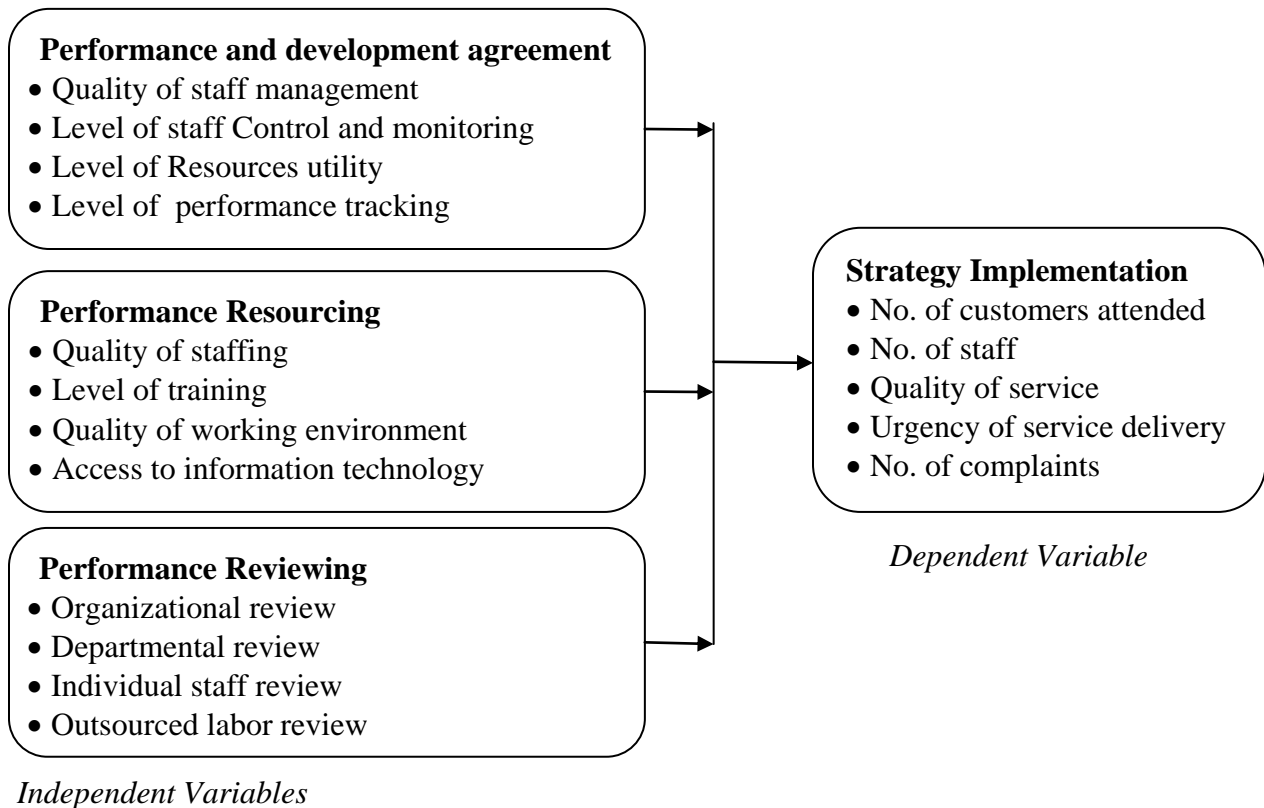 Performance and development agreement
• Quality of staff management
• Level of staff Control and monitoring
• Level of Resources utility
• Level of  performance tracking
Performance Resourcing
• Quality of staffing
• Level of training
• Quality of working environment
• Access to information technology
Performance Reviewing
• Organizational review
• Departmental review
• Individual staff review
• Outsourced labor review
Independent Variables
Strategy Implementation
• No. of customers attended
• No. of staff
• Quality of service
• Urgency of service delivery
• No. of complaints
Dependent Variable